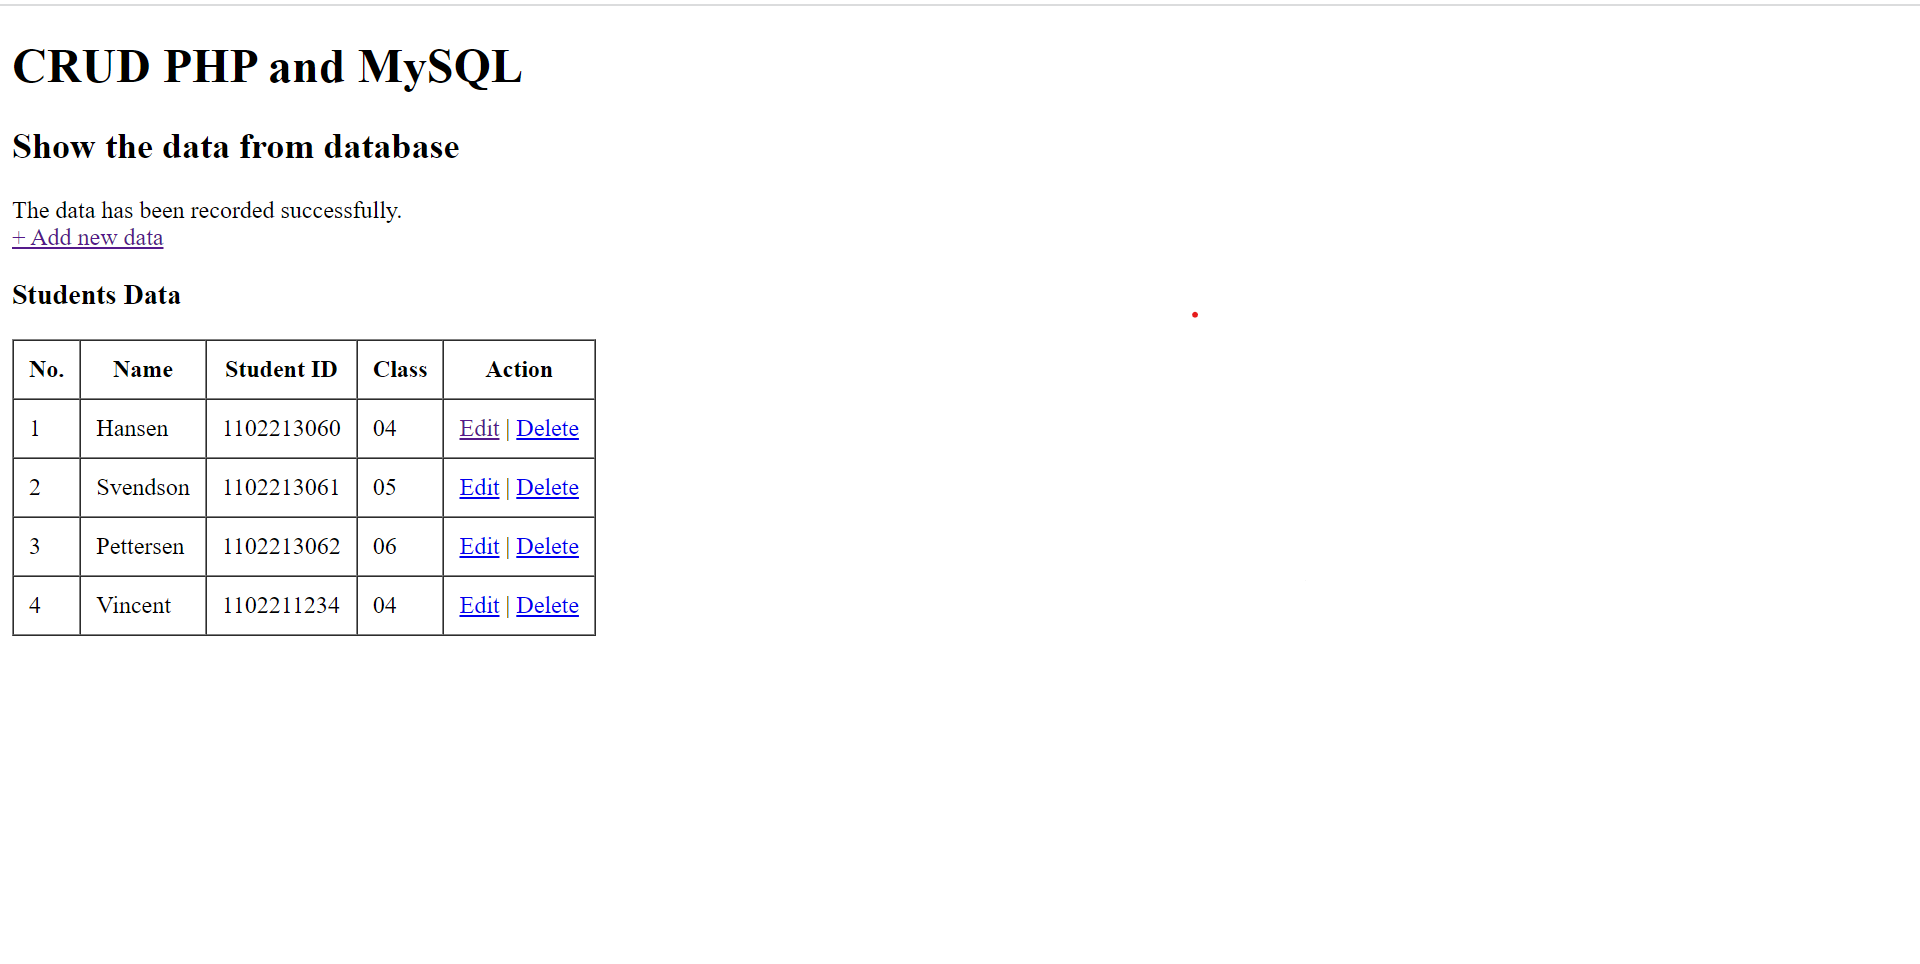 CRUD PHP and MySQL
Show the data from database
The data has been recorded successfully.
+ Add new data
Students Data
No. Name Student ID Class Action
1 Hansen 1102213060 04 Edit | Delete
2 Svendson 1102213061 05 Edit | Delete
3 Pettersen 1102213062 06 Edit | Delete
4 Vincent 1102211234 04 Edit | Delete